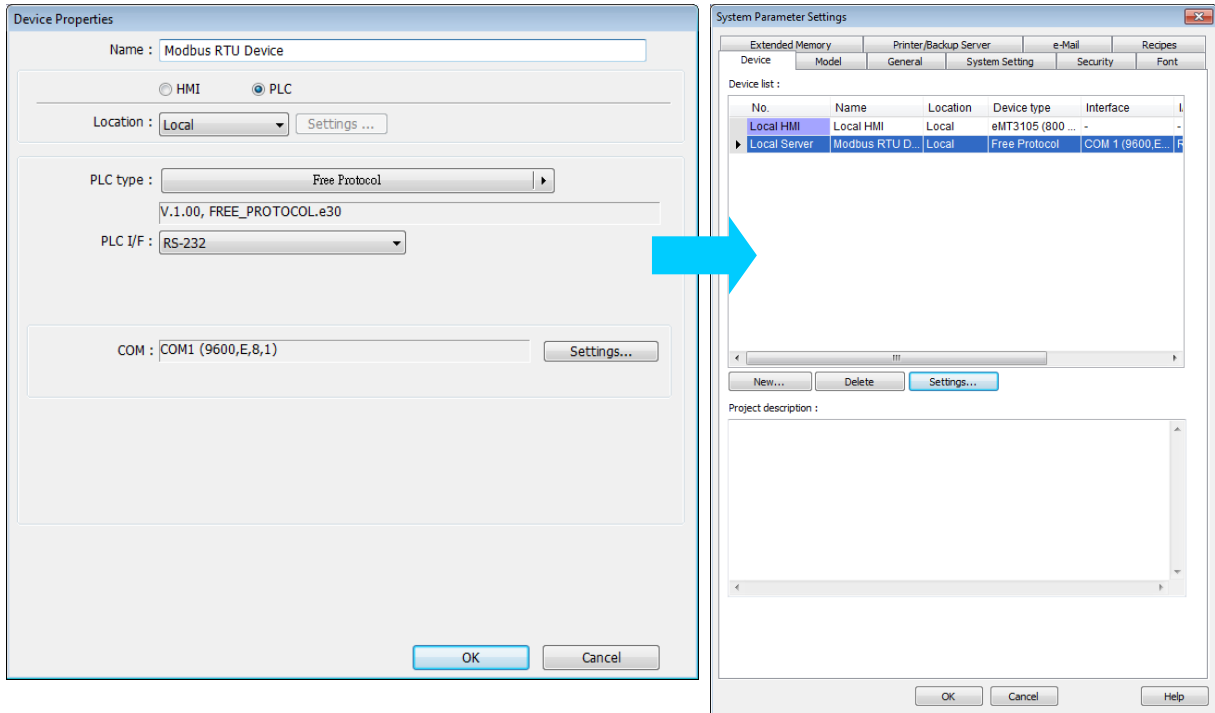 Device Properties
Name : Modbus RTU Device
HMI PLC
Location : Local Settings ...
PLC type : Free Protocol
V.1.00, FREE_PROTOCOL.e30
PLC I/F : RS-232
COM : COM1 (9600,E,8,1) Settings...
OK Cancel
System Parameter Settings
Extended Memory Printer/Backup Server e-Mail Recipes
Device Model General System Setting Security Font
Device list :
No. Name Location Device type Interface I.
Local HMI Local HMI Local eMT3105 (800 ... - -
Local Server Modbus RTU D... Local Free Protocol COM 1 (9600,E... R
New... Delete Settings...
Project description :
OK Cancel Help